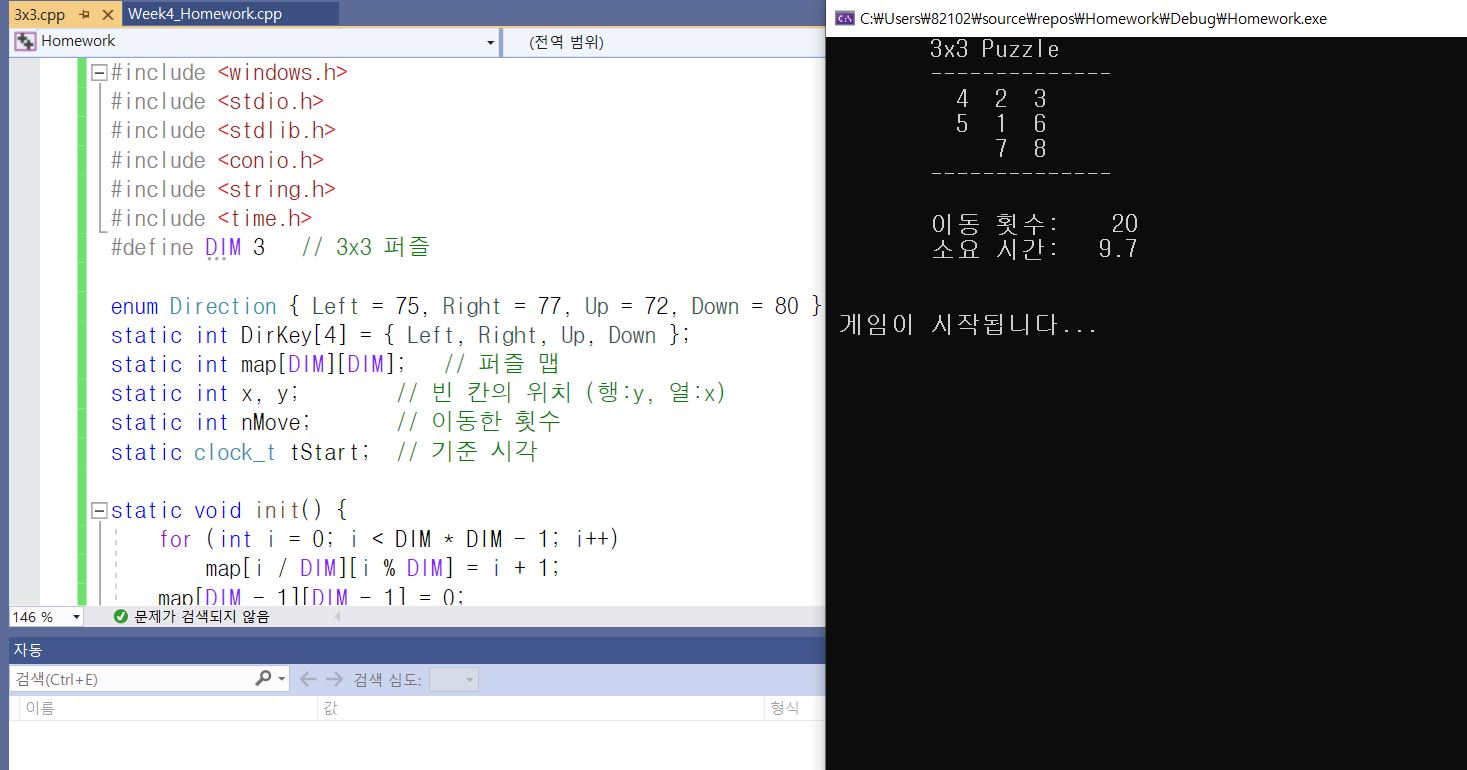 3x3.cpp Week4_Homework.cpp
Homework (전역 범위)
#include <windows.h>
#include <stdio.h>
#include <stdlib.h>
#include <conio.h>
#include <string.h>
#include <time.h>
#define DIM 3 // 3x3 퍼즐
enum Direction { Left = 75, Right = 77, Up = 72, Down = 80 }
static int DirKey[4] = { Left, Right, Up, Down };
static int map[DIM][DIM]; // 퍼즐 맵
static int x, y; // 빈 칸의 위치 (행:y, 열:x)
static int nMove; // 이동한 횟수
static clock_t tStart; // 기준 시각
static void init() {
for (int i = 0; i < DIM * DIM - 1; i++)
map[i / DIM][i % DIM] = i + 1;
map[DIM - 1][DIM - 1] = 0;
146 % 문제가 검색되지 않음
자동
검색(Ctrl+E) 검색 심도:
이름 값 형식
C:\Users\82102\source\repos\Homework\Debug\Homework.exe
3x3 Puzzle
--------------
4 2 3
5 1 6
7 8
--------------
이동 횟수: 20
소요 시간: 9.7
게임이 시작됩니다...